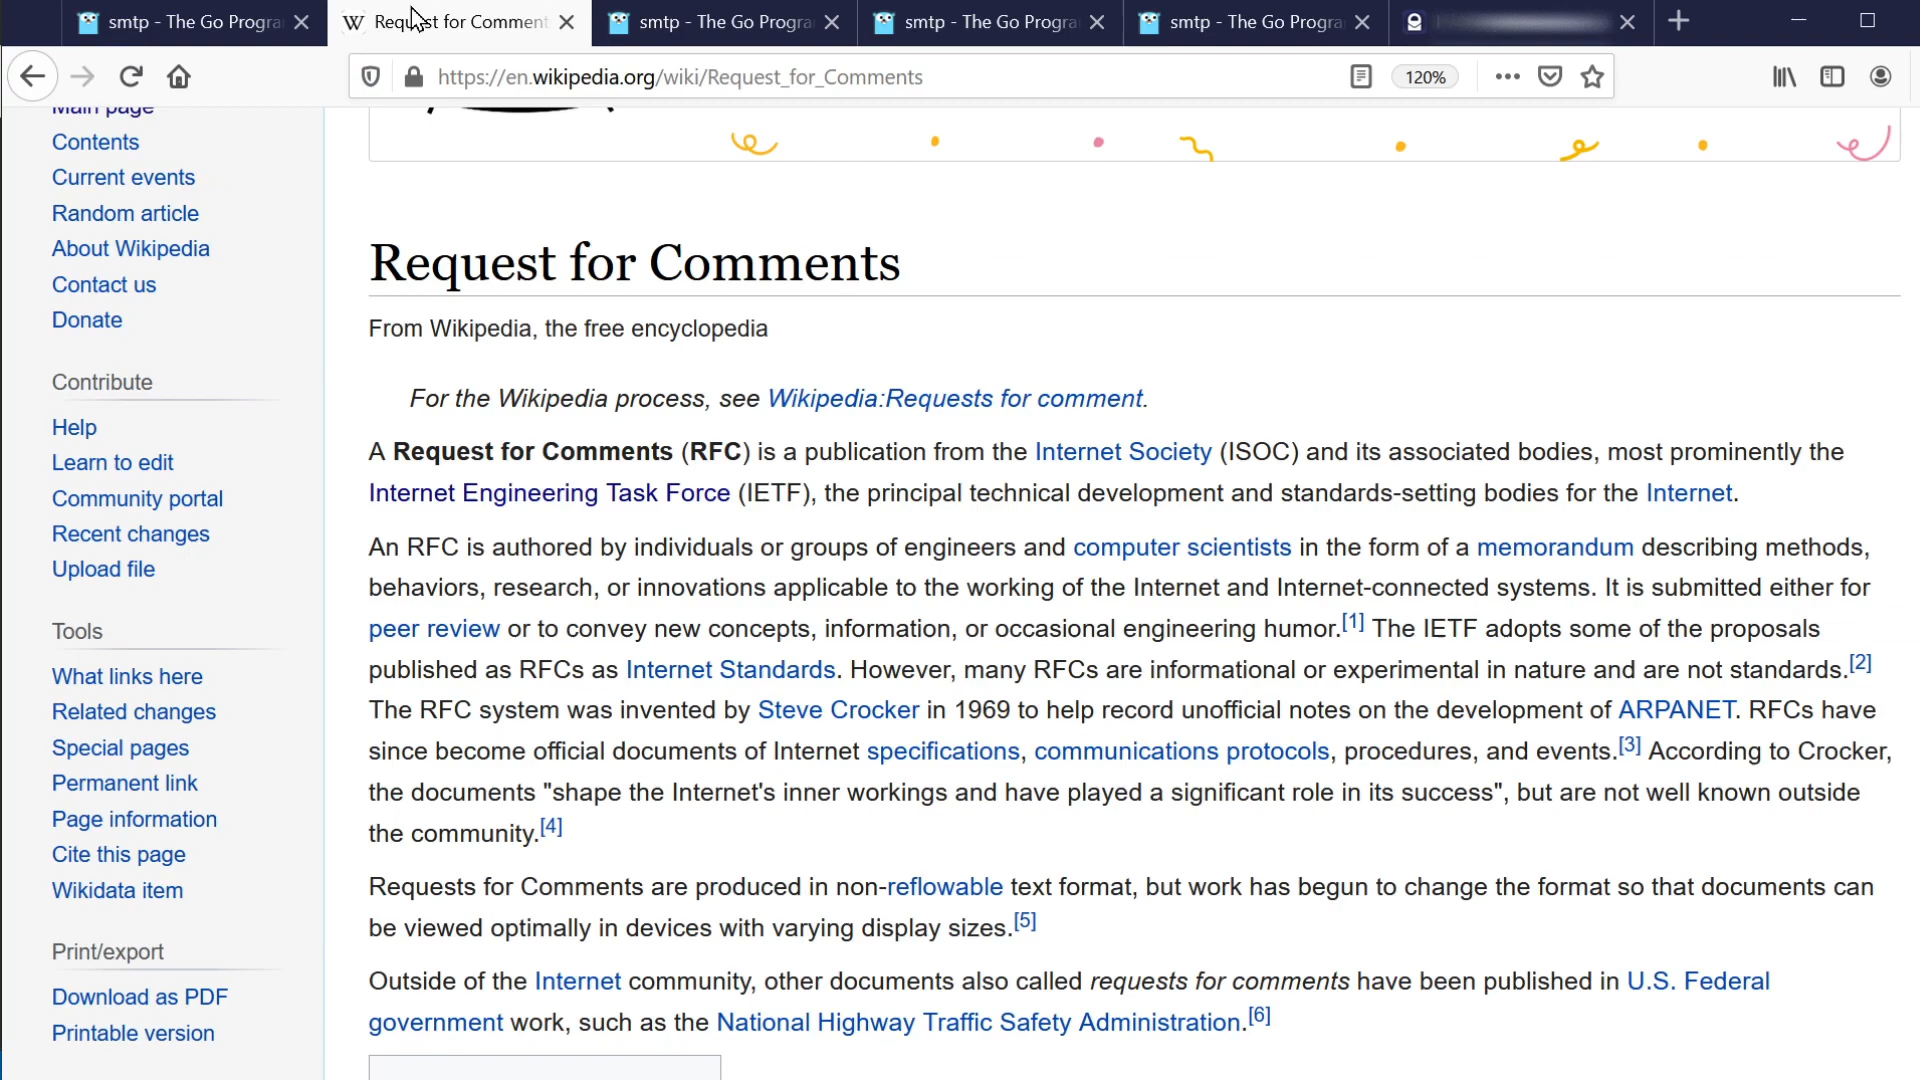 smtp - The Go Progra
Request for Comment
smtp - The Go Progra
smtp - The Go Progra
smtp - The Go Progra
https://en.wikipedia.org/wiki/Request_for_Comments
120%
Main page
Contents
Current events
Random article
About Wikipedia
Contact us
Donate
Contribute
Help
Learn to edit
Community portal
Recent changes
Upload file
Tools
What links here
Related changes
Special pages
Permanent link
Page information
Cite this page
Wikidata item
Print/export
Download as PDF
Printable version
Request for Comments
From Wikipedia, the free encyclopedia
For the Wikipedia process, see Wikipedia:Requests for comment.
A Request for Comments (RFC) is a publication from the Internet Society (ISOC) and its associated bodies, most prominently the
Internet Engineering Task Force (IETF), the principal technical development and standards-setting bodies for the Internet.
An RFC is authored by individuals or groups of engineers and computer scientists in the form of a memorandum describing methods,
behaviors, research, or innovations applicable to the working of the Internet and Internet-connected systems. It is submitted either for
peer review or to convey new concepts, information, or occasional engineering humor.[1] The IETF adopts some of the proposals
published as RFCs as Internet Standards. However, many RFCs are informational or experimental in nature and are not standards.[2]
The RFC system was invented by Steve Crocker in 1969 to help record unofficial notes on the development of ARPANET. RFCs have
since become official documents of Internet specifications, communications protocols, procedures, and events.[3] According to Crocker,
the documents "shape the Internet's inner workings and have played a significant role in its success", but are not well known outside
the community.[4]
Requests for Comments are produced in non-reflowable text format, but work has begun to change the format so that documents can
be viewed optimally in devices with varying display sizes.[5]
Outside of the Internet community, other documents also called requests for comments have been published in U.S. Federal
government work, such as the National Highway Traffic Safety Administration.[6]